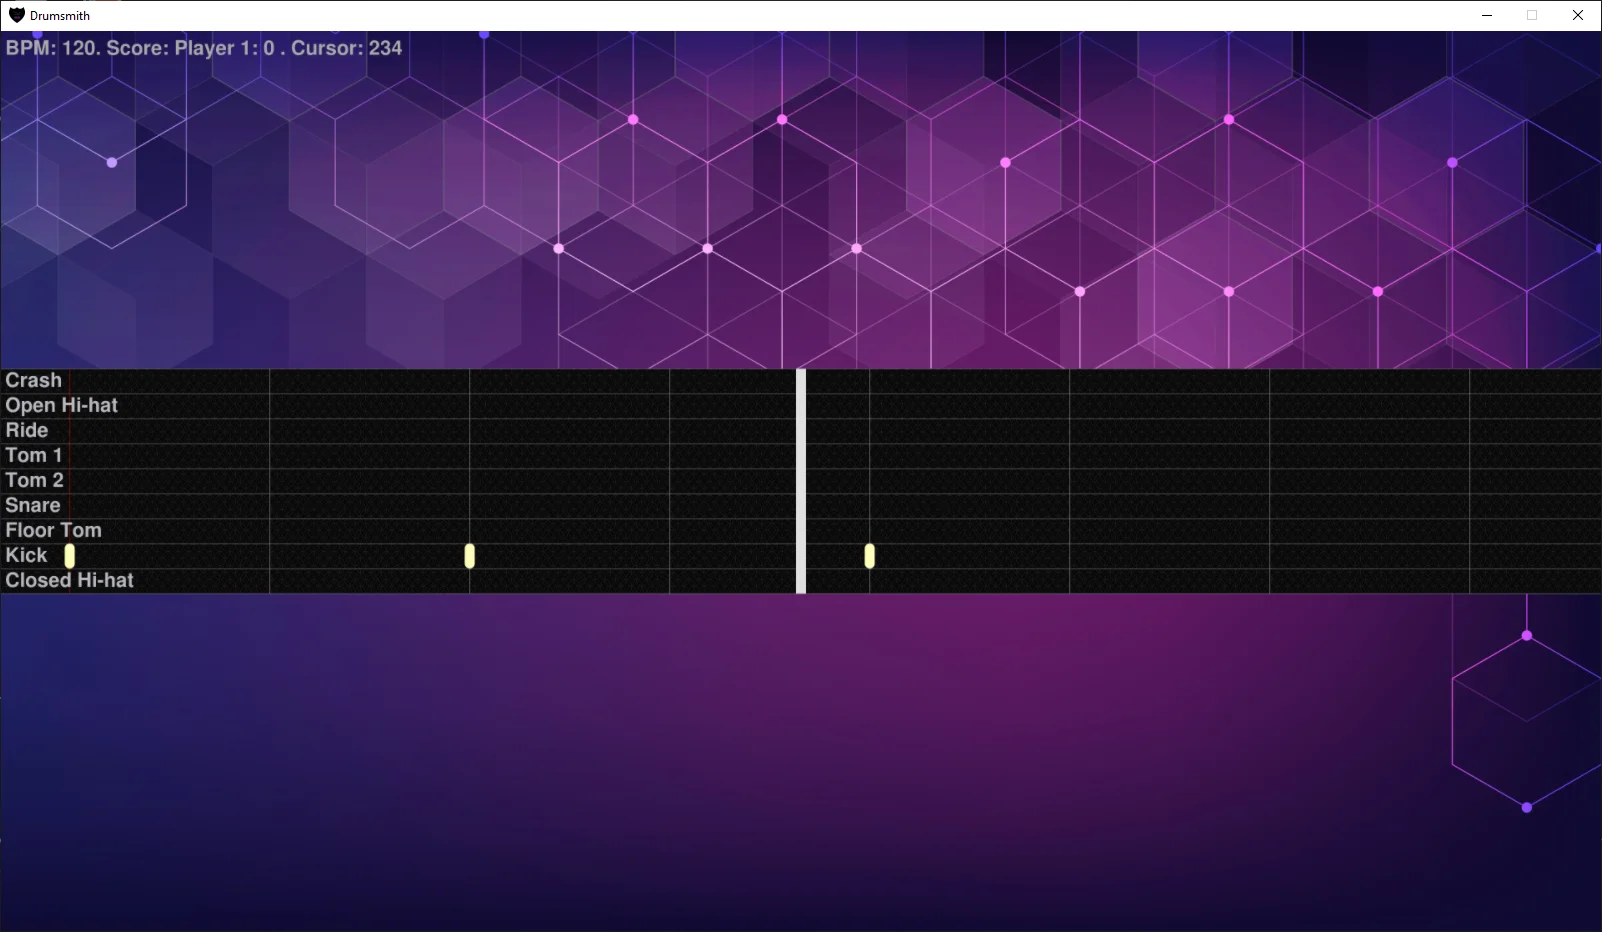 Drumsmith
BPM: 120. Score: Player 1: 0 . Cursor: 234
Crash
Open Hi-hat
Ride
Tom 1
Tom 2
Snare
Floor Tom
Kick
Closed Hi-hat